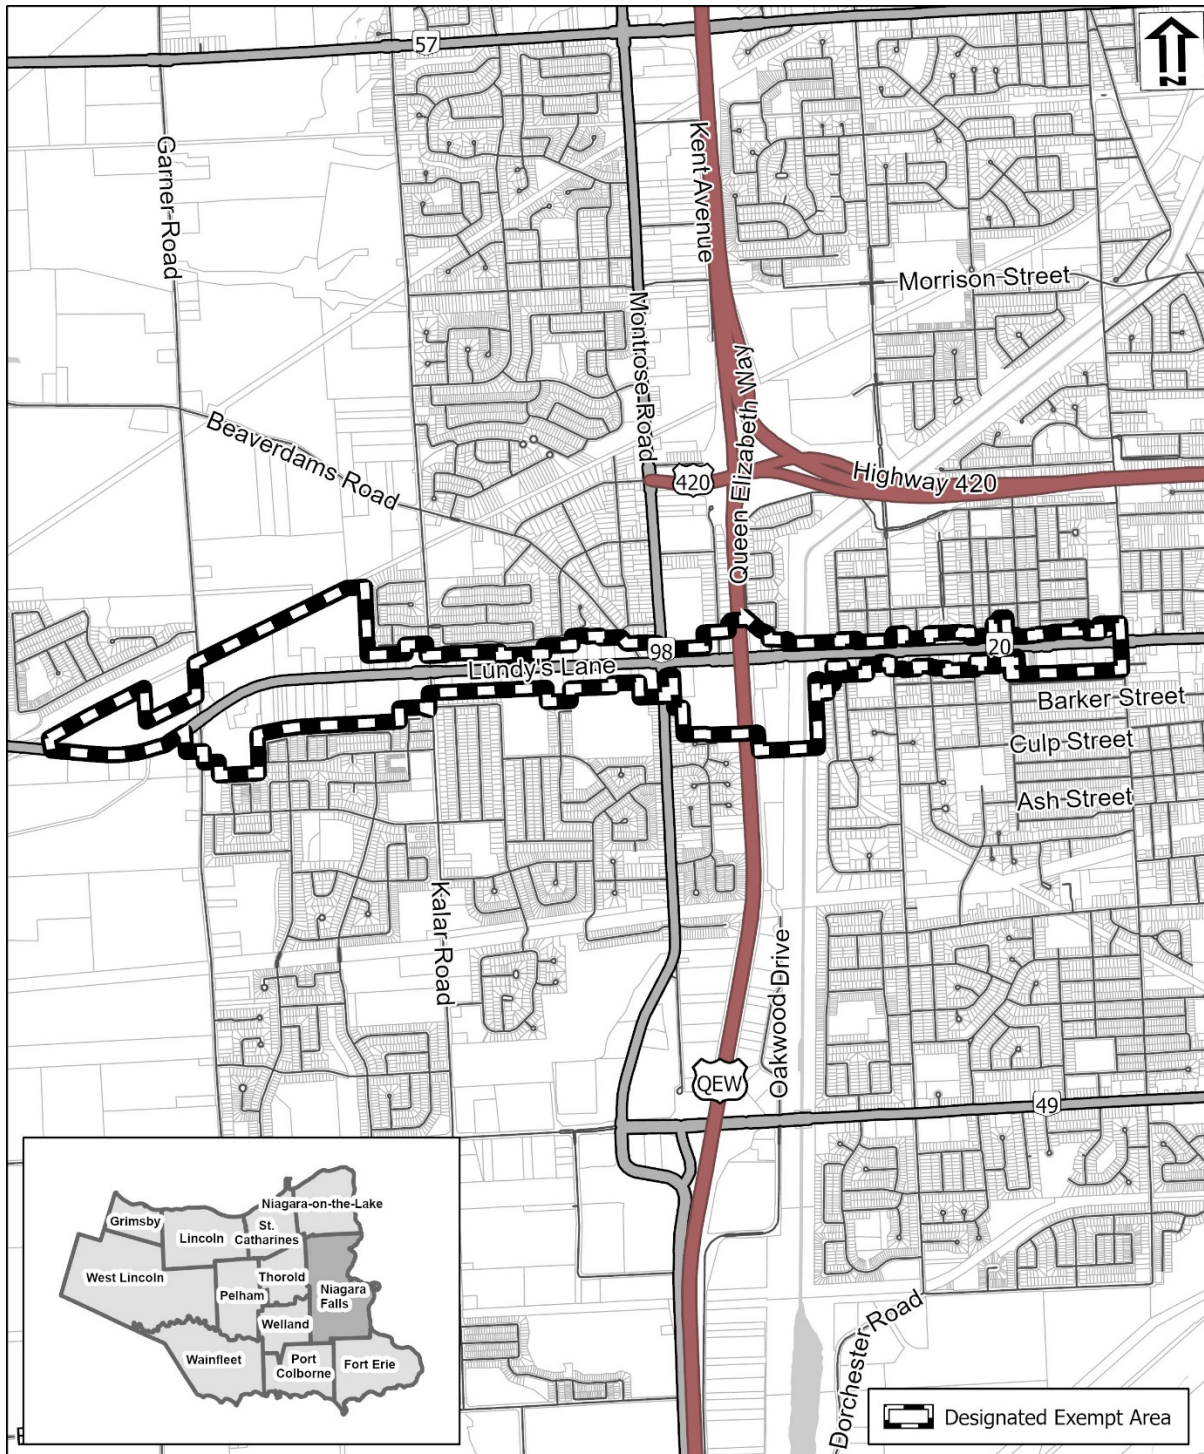 57
N
Garner Road
Kent Avenue
Morrison Street
Montrose Road
Queen Elizabeth Way
Beaverdams Road
420
Highway 420
98
20
Lundy's Lane
Barker Street
Culp Street
Ash Street
Kalar Road
Oakwood Drive
QEW
49
Niagara-on-the-Lake
Grimsby
St.
Catharines
Lincoln
West Lincoln
Thorold
Pelham
Niagara
Falls
Welland
Wainfleet
Port
Colborne
Fort Erie
Dorchester Road
Designated Exempt Area